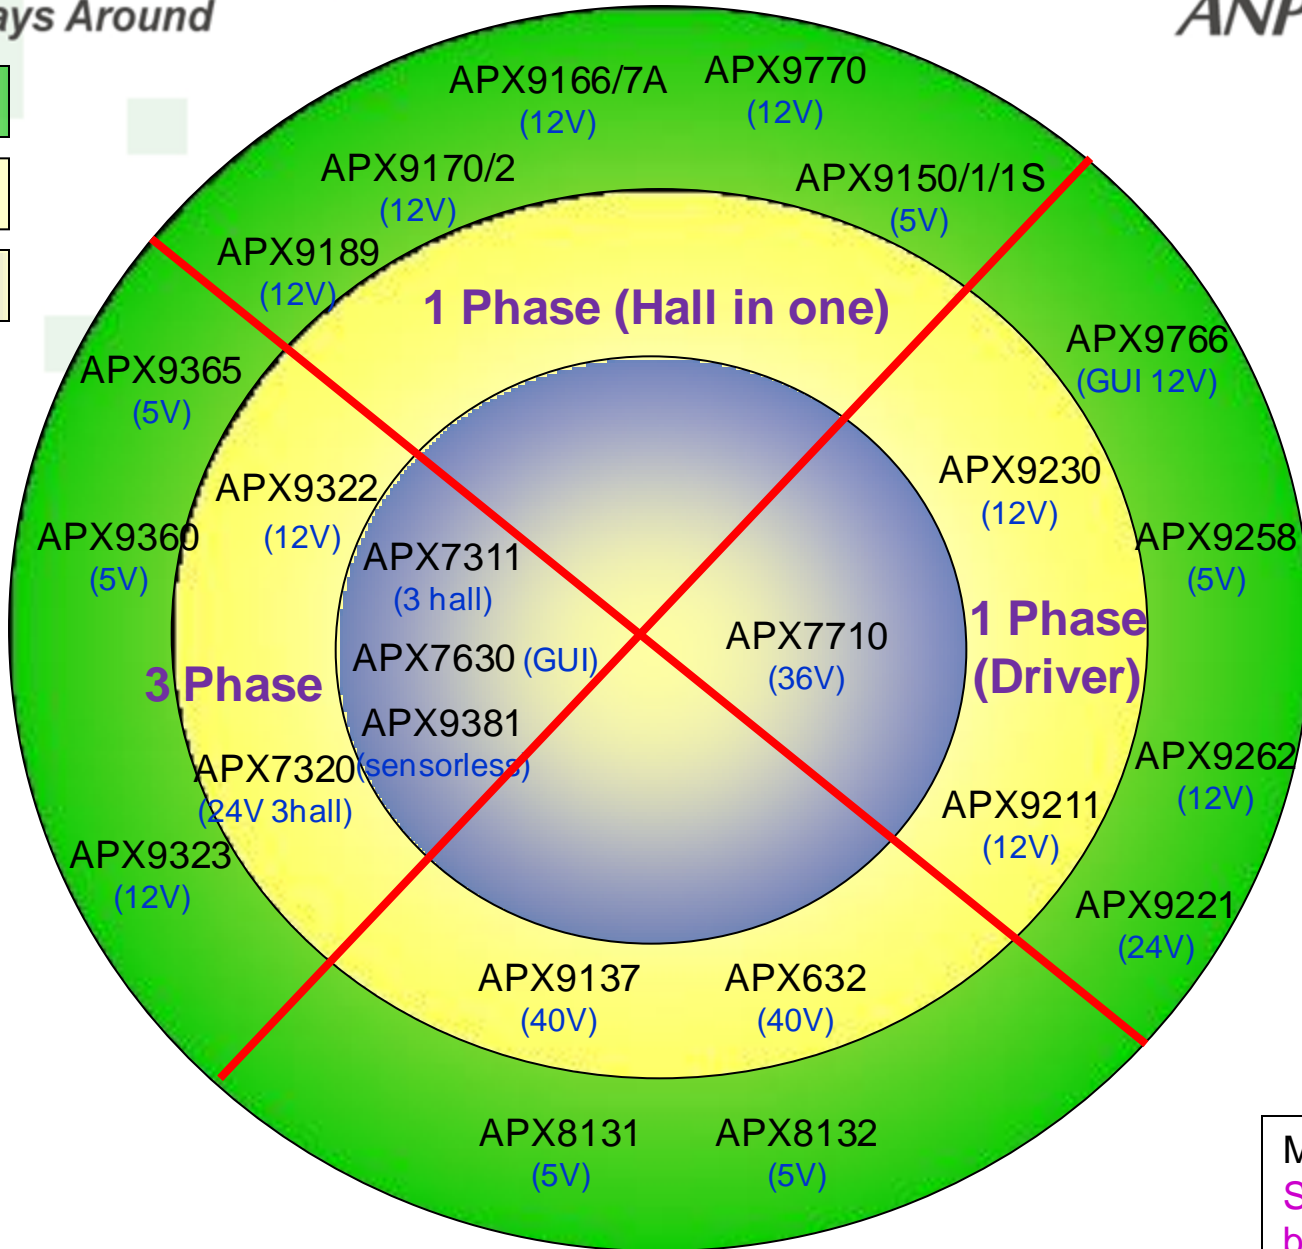 ays Around
ANP
APX9166/7A
(12V)
APX9770
(12V)
APX9170/2
(12V)
APX9150/1/1S
(5V)
APX9189
(12V)
1 Phase (Hall in one)
APX9365
(5V)
APX9766
(GUI 12V)
APX9322
(12V)
APX9230
(12V)
APX9360
(5V)
APX9258
(5V)
APX7311
(3 hall)
APX7630 (GUI)
APX9381
(sensorless)
APX7710
(36V)
1 Phase
(Driver)
3 Phase
APX7320
(24V 3hall)
APX9262
(12V)
APX9211
(12V)
APX9323
(12V)
APX9221
(24V)
APX9137
(40V)
APX632
(40V)
APX8131
(5V)
APX8132
(5V)
M
S
b